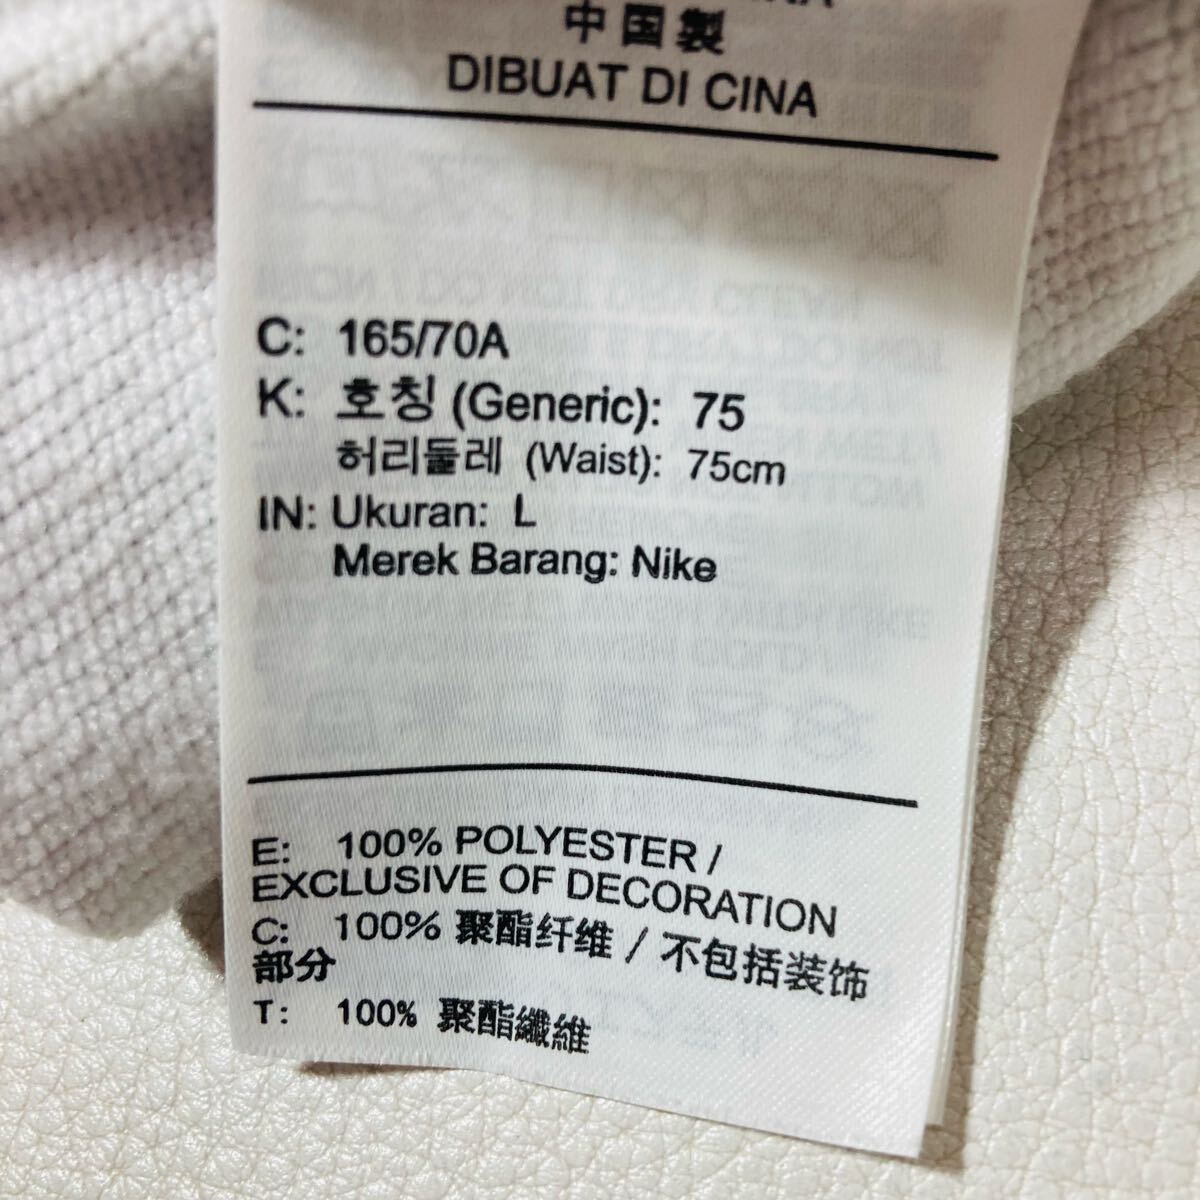 中国製
DIBUAT DI CINA
C: 165/70A
K: 호칭 (Generic): 75
허리둘레 (Waist): 75cm
IN: Ukuran: L
Merek Barang: Nike
E: 100% POLYESTER /
EXCLUSIVE OF DECORATION
C: 100% 聚酯纤维 / 不包括装饰
部分
T: 100% 聚酯纖維